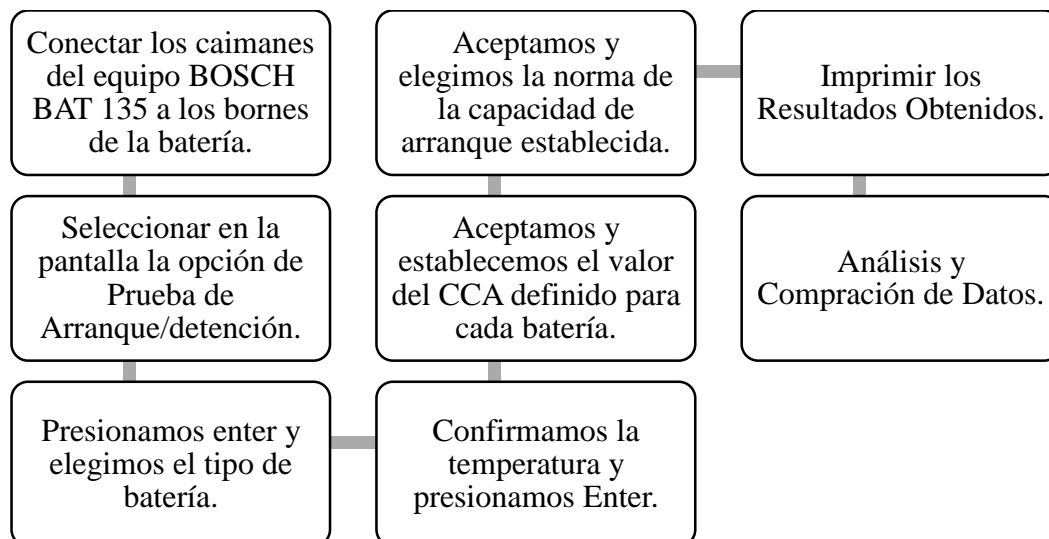 Conectar los caimanes
del equipo BOSCH
BAT 135 a los bornes
de la batería.
Seleccionar en la
pantalla la opción de
Prueba de
Arranque/detención.
Presionamos enter y
elegimos el tipo de
batería.
Confirmamos la
temperatura y
presionamos Enter.
Aceptamos y
establecemos el valor
del CCA definido para
cada batería.
Aceptamos y
elegimos la norma de
la capacidad de
arranque establecida.
Imprimir los
Resultados Obtenidos.
Análisis y
Compración de Datos.